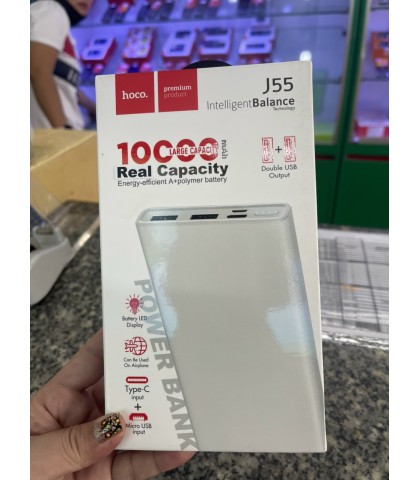 hoco.
premium
product
J55
IntelligentBalance
Technology
10000 mAh
LARGE CAPACITY
Real Capacity
Energy-efficient A+polymer battery
Double USB
Output
POWER BANK
Battery LED
Display
Can Be Used
On Airplane
Type-C
input
+
Micro USB
input